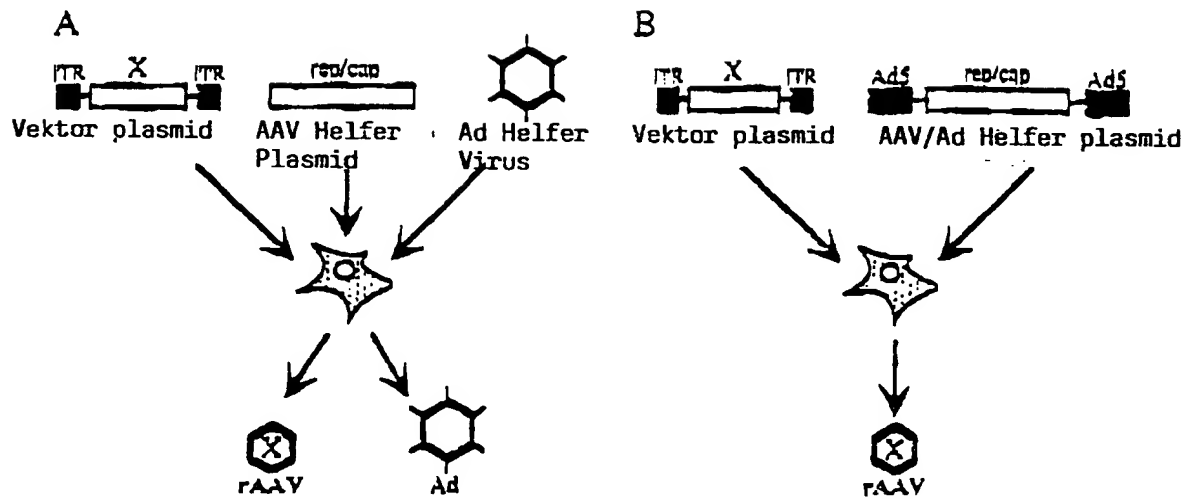 A
ITR X ITR
rep/cap
Vektor plasmid
AAV Helfer
Plasmid
Ad Helfer
Virus
X
rAAV
Ad
B
ITR X ITR
Ad5 rep/cap Ad5
Vektor plasmid
AAV/Ad Helfer plasmid
X
rAAV